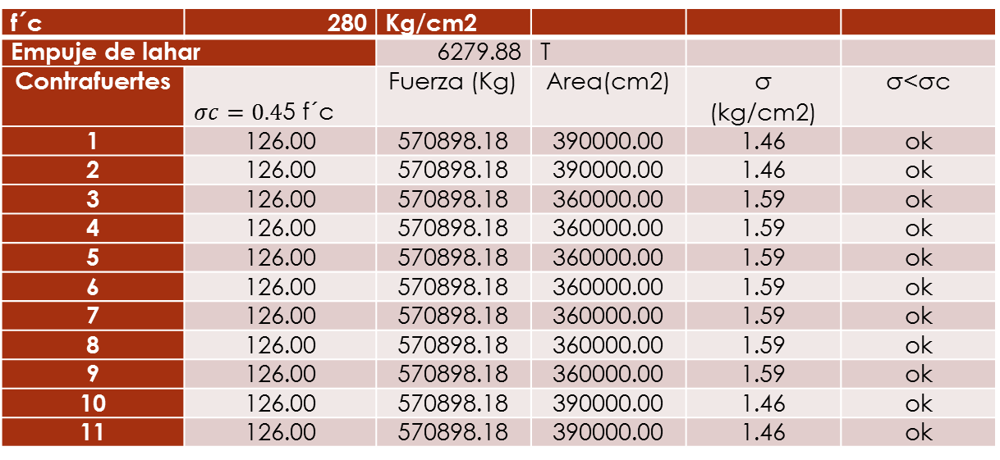 f´c 280 Kg/cm2
Empuje de lahar 6279.88 T
Contrafuertes σc = 0.45 f´c Fuerza (Kg) Area(cm2) σ (kg/cm2) σ<σc
1 126.00 570898.18 390000.00 1.46 ok
2 126.00 570898.18 390000.00 1.46 ok
3 126.00 570898.18 360000.00 1.59 ok
4 126.00 570898.18 360000.00 1.59 ok
5 126.00 570898.18 360000.00 1.59 ok
6 126.00 570898.18 360000.00 1.59 ok
7 126.00 570898.18 360000.00 1.59 ok
8 126.00 570898.18 360000.00 1.59 ok
9 126.00 570898.18 360000.00 1.59 ok
10 126.00 570898.18 390000.00 1.46 ok
11 126.00 570898.18 390000.00 1.46 ok